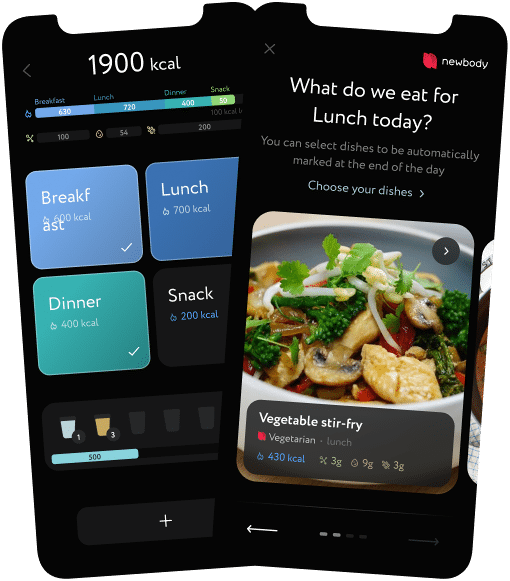 1900 kcal
Breakfast
Lunch
Dinner
Snack
630
720
400
50
100 kcal l
100
54
200
Breakf
ast
600 kcal
Lunch
700 kcal
Dinner
400 kcal
Snack
200 kcal
1
3
500
+
newbody
What do we eat for
Lunch today?
You can select dishes to be automatically
marked at the end of the day
Choose your dishes >
Vegetable stir-fry
Vegetarian · lunch
430 kcal 3g 9g 3g